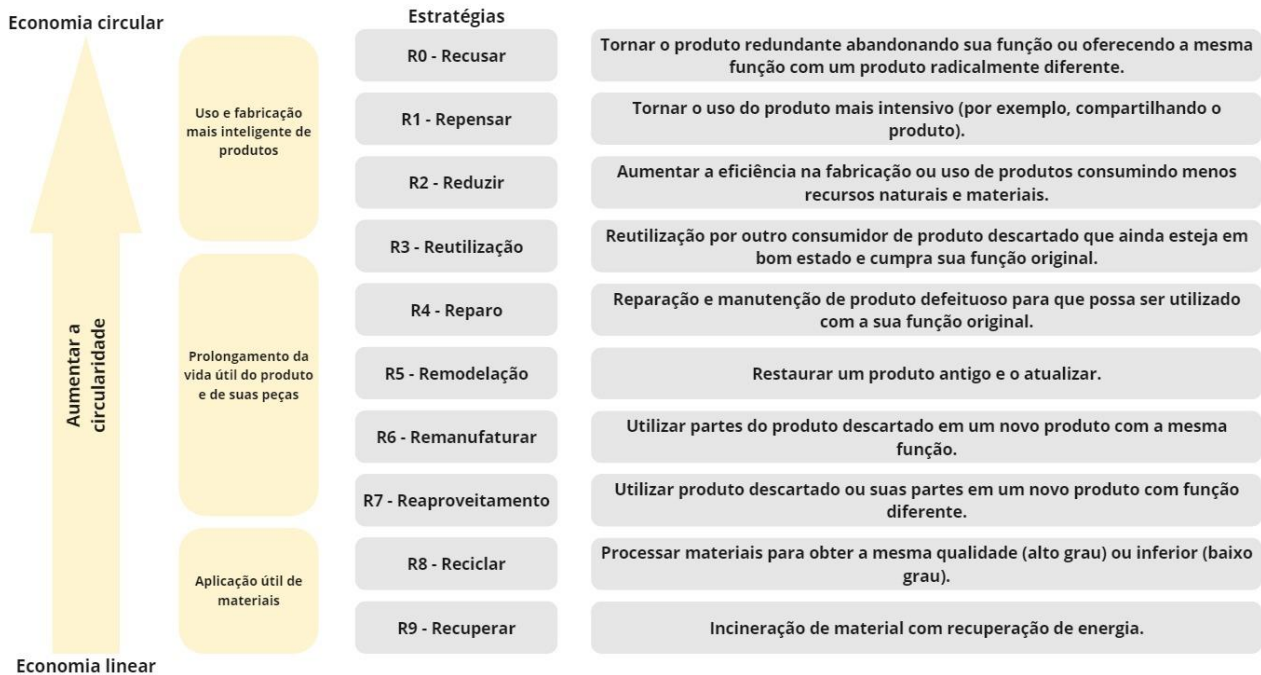 Economia circular
Estratégias
Uso e fabricação
mais inteligente de
produtos
R0 - Recusar
Tornar o produto redundante abandonando sua função ou oferecendo a mesma
função com um produto radicalmente diferente.
R1 - Repensar
Tornar o uso do produto mais intensivo (por exemplo, compartilhando o
produto).
R2 - Reduzir
Aumentar a eficiência na fabricação ou uso de produtos consumindo menos
recursos naturais e materiais.
Aumentar a
circularidade
Prolongamento da
vida útil do produto
e de suas peças
R3 - Reutilização
Reutilização por outro consumidor de produto descartado que ainda esteja em
bom estado e cumpra sua função original.
R4 - Reparo
Reparação e manutenção de produto defeituoso para que possa ser utilizado
com a sua função original.
R5 - Remodelação
Restaurar um produto antigo e o atualizar.
R6 - Remanufaturar
Utilizar partes do produto descartado em um novo produto com a mesma
função.
R7 - Reaproveitamento
Utilizar produto descartado ou suas partes em um novo produto com função
diferente.
Aplicação útil de
materiais
R8 - Reciclar
Processar materiais para obter a mesma qualidade (alto grau) ou inferior (baixo
grau).
R9 - Recuperar
Incineração de material com recuperação de energia.
Economia linear